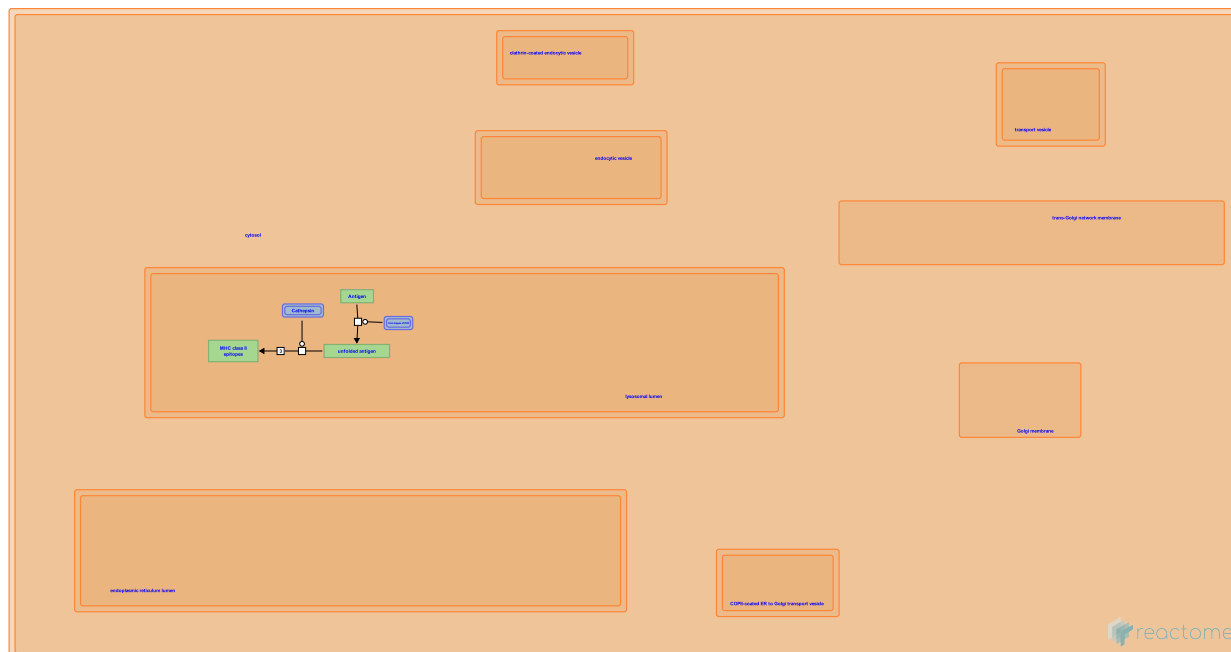 clathrin-coated endocytic vesicle
transport vesicle
endocytic vesicle
trans-Golgi network membrane
cytosol
Antigen
Cathepsin
MHC class II
epitopes
2
unfolded antigen
lysosomal lumen
Golgi membrane
endoplasmic reticulum lumen
COPII-coated ER to Golgi transport vesicle
reactome